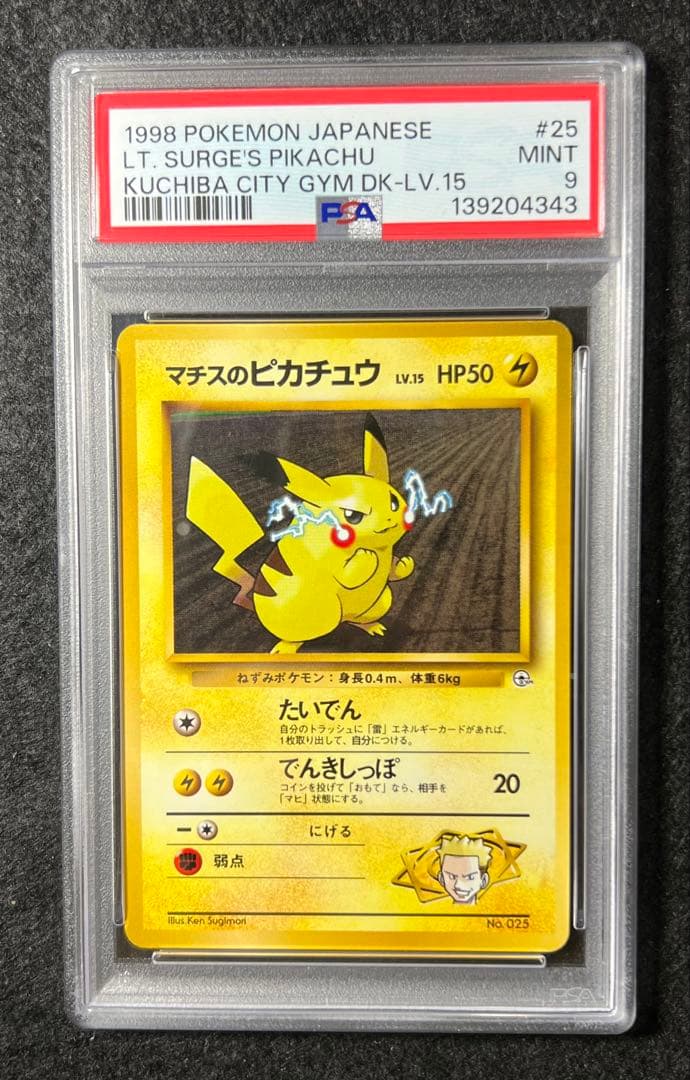 1998 POKEMON JAPANESE #25
LT. SURGE'S PIKACHU MINT
KUCHIBA CITY GYM DK-LV.15 9
PSA 139204343
マチスのピカチュウ LV.15 HP50
ねずみポケモン：身長0.4m、体重6kg
たいでん
自分のトラッシュに「雷」エネルギーカードがあれば、
1枚取り出して、自分につける。
でんきしっぽ 20
コインを投げて「おもて」なら、相手を
「マヒ」状態にする。
にげる
弱点
Illus. Ken Sugimori No. 025
PSA